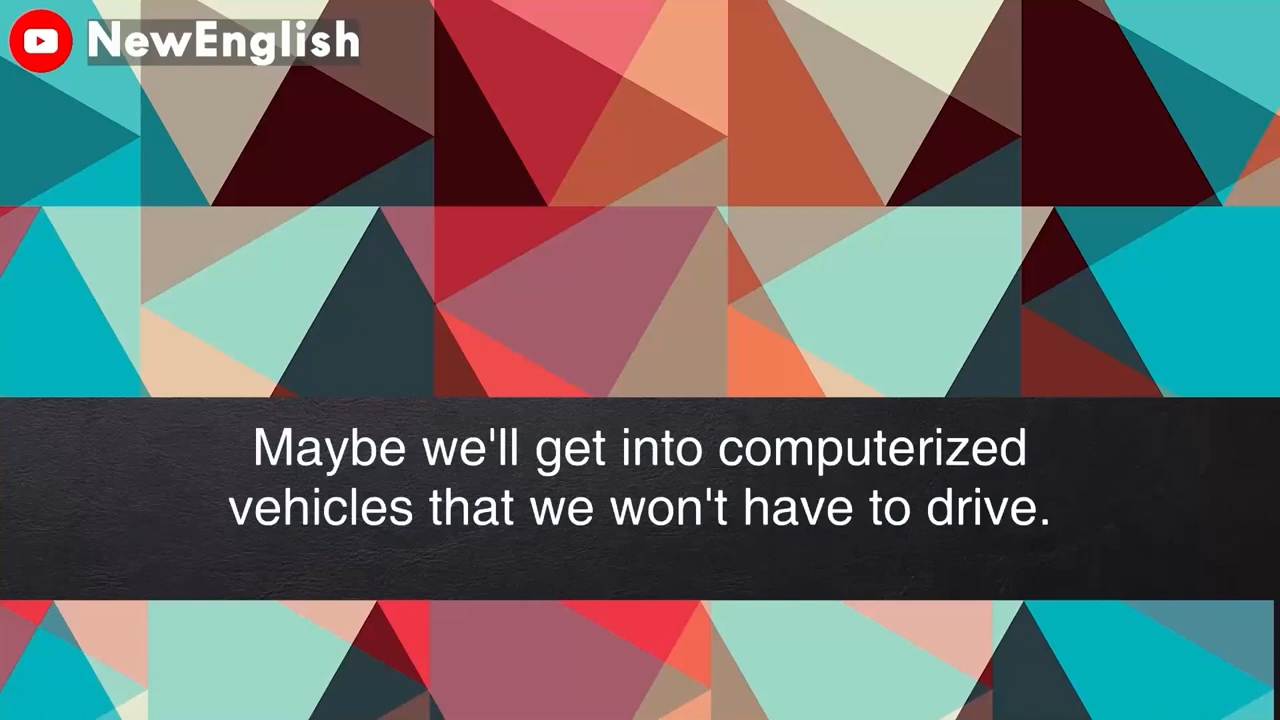 NewEnglish
Maybe we'll get into computerized
vehicles that we won't have to drive.